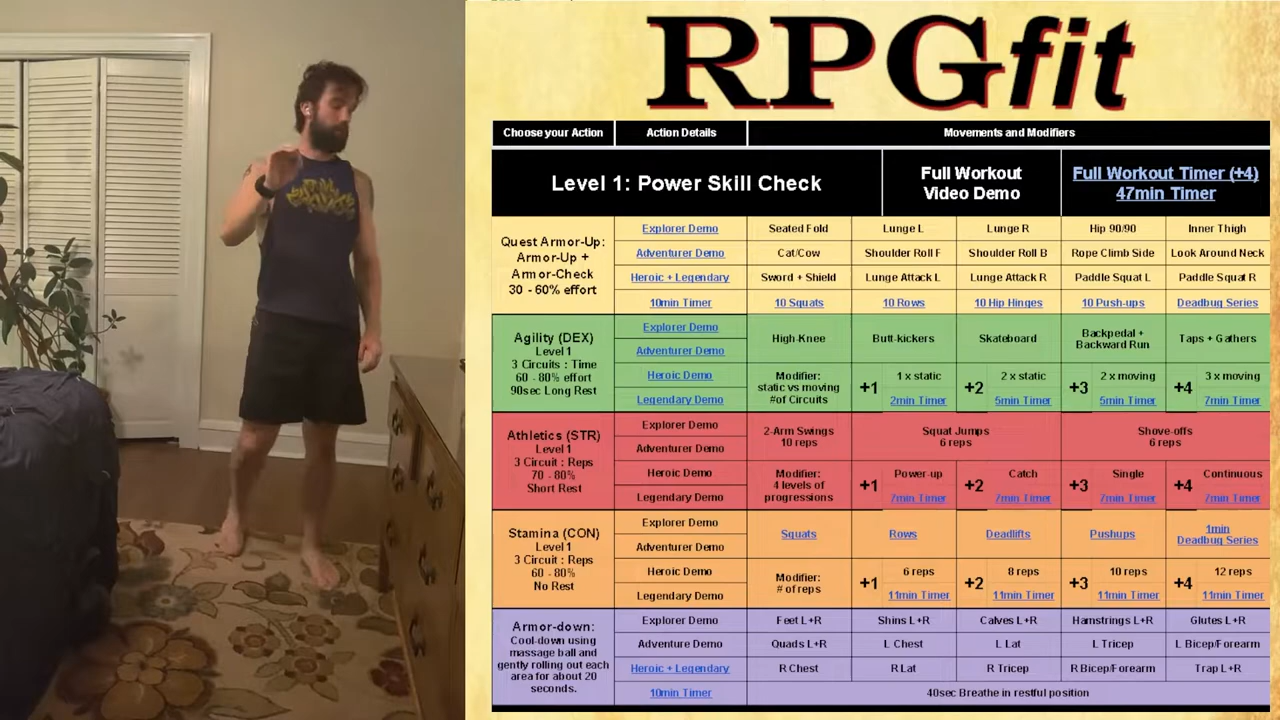 RPGfit
Choose your Action Action Details Movements and Modifiers
Level 1: Power Skill Check
Full Workout
Video Demo
Full Workout Timer (+4)
47min Timer
Quest Armor-Up:
Armor-Up +
Armor-Check
30 - 60% effort
Explorer Demo Seated Fold Lunge L Lunge R Hip 90/90 Inner Thigh
Adventurer Demo Cat/Cow Shoulder Roll F Shoulder Roll B Rope Climb Side Look Around Neck
Heroic + Legendary Sword + Shield Lunge Attack L Lunge Attack R Paddle Squat L Paddle Squat R
10min Timer 10 Squats 10 Rows 10 Hip Hinges 10 Push-ups Deadbug Series
Agility (DEX)
Level 1
3 Circuits : Time
60 - 80% effort
90sec Long Rest
Explorer Demo
Adventurer Demo
Heroic Demo
Legendary Demo
High-Knee
Butt-kickers
Skateboard
Backpedal +
Backward Run
Taps + Gathers
Modifier:
static vs moving
#of Circuits
+1
1 x static
2min Timer
+2
2 x static
5min Timer
+3
2 x moving
5min Timer
+4
3 x moving
7min Timer
Athletics (STR)
Level 1
3 Circuit : Reps
70 - 80%
Short Rest
Explorer Demo
Adventurer Demo
Heroic Demo
Legendary Demo
2-Arm Swings
10 reps
Squat Jumps
6 reps
Shove-offs
6 reps
Modifier:
4 levels of
progressions
+1
Power-up
7min Timer
+2
Catch
7min Timer
+3
Single
7min Timer
+4
Continuous
7min Timer
Stamina (CON)
Level 1
3 Circuit : Reps
60 - 80%
No Rest
Explorer Demo
Adventurer Demo
Heroic Demo
Legendary Demo
Squats
Rows
Deadlifts
Pushups
1min
Deadbug Series
Modifier:
# of reps
+1
6 reps
11min Timer
+2
8 reps
11min Timer
+3
10 reps
11min Timer
+4
12 reps
11min Timer
Armor-down:
Cool-down using
massage ball and
gently rolling out each
area for about 20
seconds.
Explorer Demo Feet L+R Shins L+R Calves L+R Hamstrings L+R Glutes L+R
Adventure Demo Quads L+R L Chest L Lat L Tricep L Bicep/Forearm
Heroic + Legendary R Chest R Lat R Tricep R Bicep/Forearm Trap L+R
10min Timer 40sec Breathe in restful position